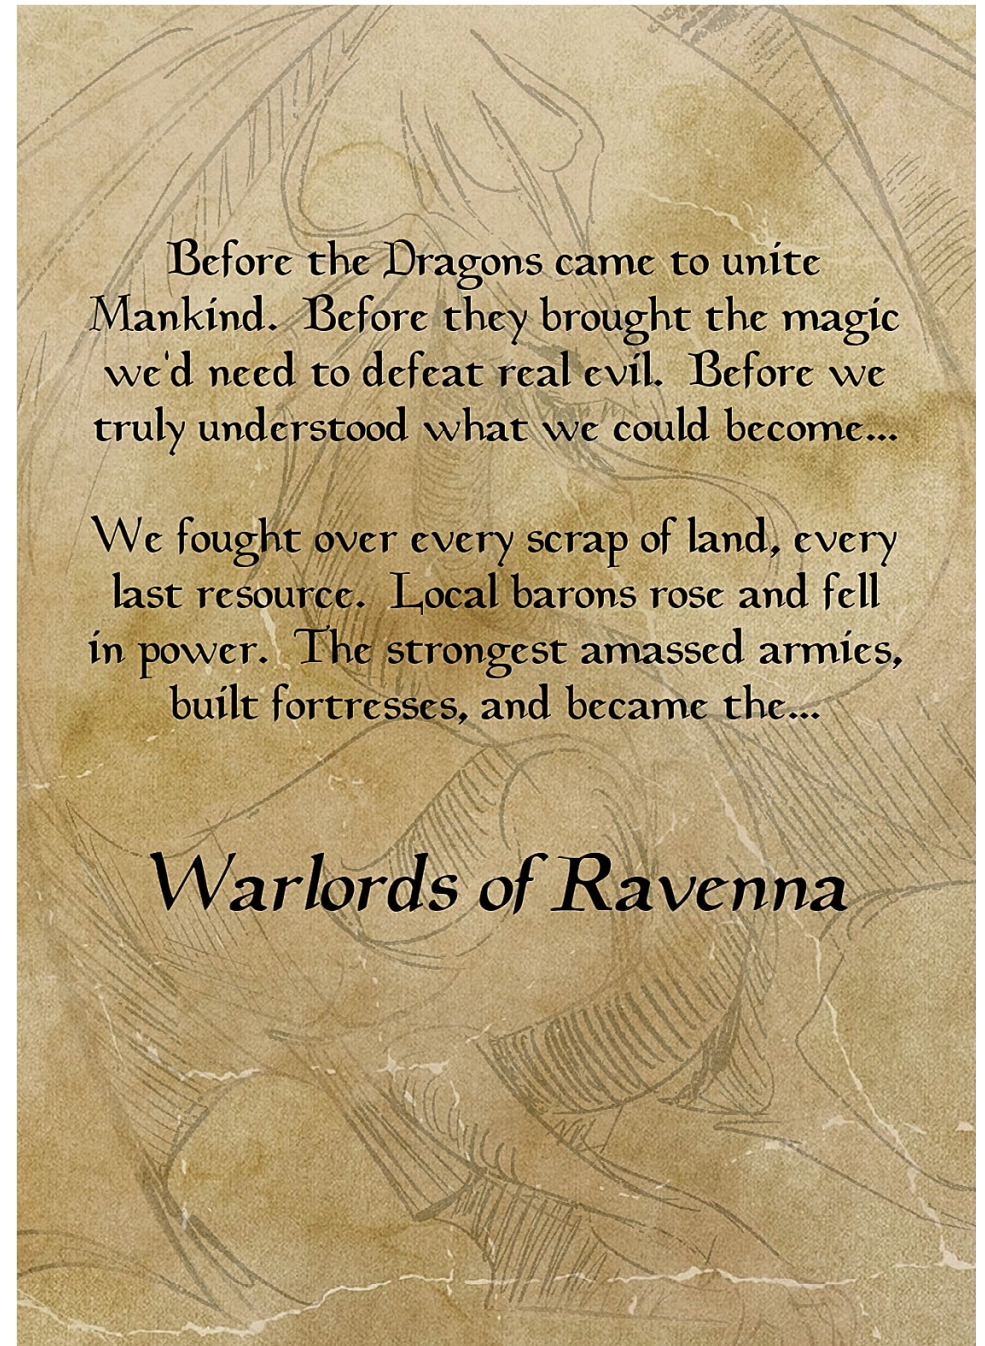 Before the Dragons came to unite
Mankind.  Before they brought the magic
we'd need to defeat real evil.  Before we
truly understood what we could become...
We fought over every scrap of land, every
last resource.  Local barons rose and fell
in power.  The strongest amassed armies,
built fortresses, and became the...
Warlords of Ravenna